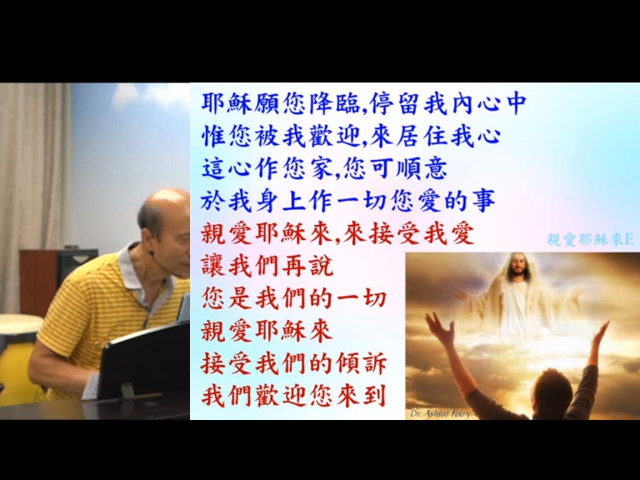 耶穌願您降臨,停留我內心中
惟您被我歡迎,來居住我心
這心作您家,您可順意
於我身上作一切您愛的事
親愛耶穌來,來接受我愛
讓我們再說
您是我們的一切
親愛耶穌來
接受我們的傾訴
我們歡迎您來到
親愛耶穌來E
Dr. Ashraf Fekry